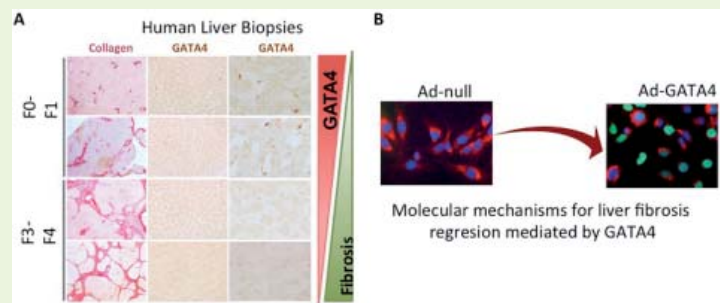 A
Human Liver Biopsies
Collagen GATA4 GATA4
F0-
F1
F3-
F4
GATA4
Fibrosis
B
Ad-null
Ad-GATA4
Molecular mechanisms for liver fibrosis
regresion mediated by GATA4